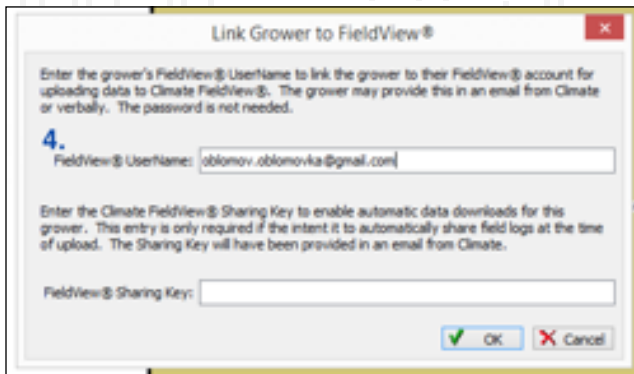 Link Grower to FieldView®
Enter the grower's FieldView® UserName to link the grower to their FieldView® account for
uploading data to Climate FieldView®. The grower may provide this in an email from Climate
or verbally. The password is not needed.
4.
FieldView® UserName: oblomov.oblomovka@gmail.com
Enter the Climate FieldView® Sharing Key to enable automatic data downloads for this
grower. This entry is only required if the intent it to automatically share field logs at the time
of upload. The Sharing Key will have been provided in an email from Climate.
FieldView® Sharing Key:
OK Cancel